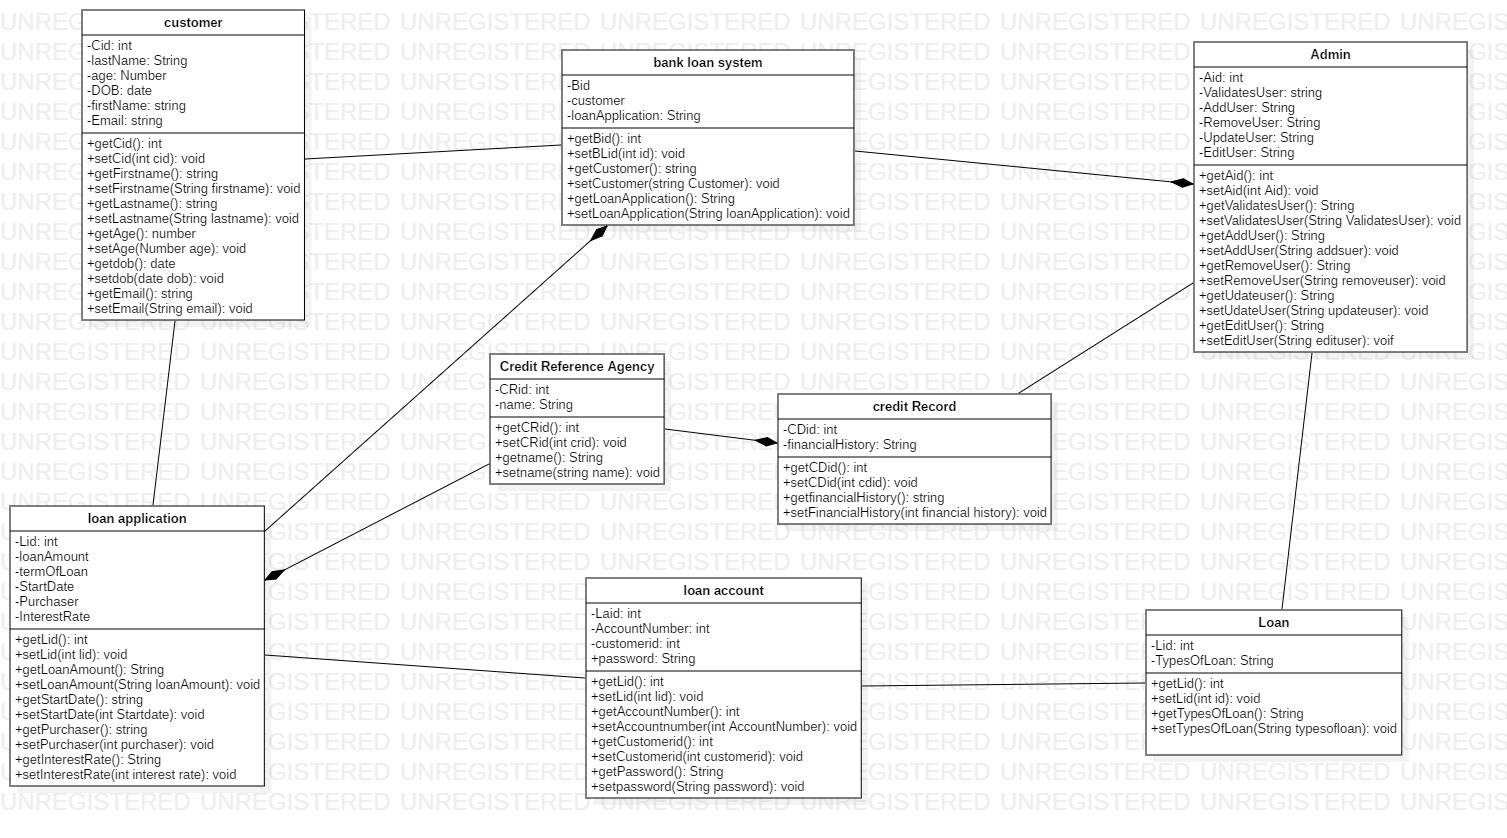 customer
-Cid: int
-lastName: String
-age: Number
-DOB: date
-firstName: string
-Email: string
+getCid(): int
+setCid(int cid): void
+getFirstname(): string
+setFirstname(String firstname): void
+getLastname(): string
+setLastname(String lastname): void
+getAge(): number
+setAge(Number age): void
+getdob(): date
+setdob(date dob): void
+getEmail(): string
+setEmail(String email): void
bank loan system
-Bid
-customer
-loanApplication: String
+getBid(): int
+setBLid(int id): void
+getCustomer(): string
+setCustomer(string Customer): void
+getLoanApplication(): String
+setLoanApplication(String loanApplication): void
Admin
-Aid: int
-ValidatesUser: string
-AddUser: String
-RemoveUser: String
-UpdateUser: String
-EditUser: String
+getAid(): int
+setAid(int Aid): void
+getValidatesUser(): String
+setValidatesUser(String ValidatesUser): void
+getAddUser(): String
+setAddUser(String addsuer): void
+getRemoveUser(): String
+setRemoveUser(String removeuser): void
+getUdateuser(): String
+setUdateUser(String updateuser): void
+getEditUser(): String
+setEditUser(String edituser): voif
Credit Reference Agency
-CRid: int
-name: String
+getCRid(): int
+setCRid(int crid): void
+getname(): String
+setname(string name): void
credit Record
-CDid: int
-financialHistory: String
+getCDid(): int
+setCDid(int cdid): void
+getfinancialHistory(): string
+setFinancialHistory(int financial history): void
loan application
-Lid: int
-loanAmount
-termOfLoan
-StartDate
-Purchaser
-InterestRate
+getLid(): int
+setLid(int lid): void
+getLoanAmount(): String
+setLoanAmount(String loanAmount): void
+getStartDate(): string
+setStartDate(int Startdate): void
+getPurchaser(): string
+setPurchaser(int purchaser): void
+getInterestRate(): String
+setInterestRate(int interest rate): void
loan account
-Laid: int
-AccountNumber: int
-customerid: int
+password: String
+getLid(): int
+setLid(int lid): void
+getAccountNumber(): int
+setAccountnumber(int AccountNumber): void
+getCustomerid(): int
+setCustomerid(int customerid): void
+getPassword(): String
+setpassword(String password): void
Loan
-Lid: int
-TypesOfLoan: String
+getLid(): int
+setLid(int id): void
+getTypesOfLoan(): String
+setTypesOfLoan(String typesofloan): void
UNREGISTERED